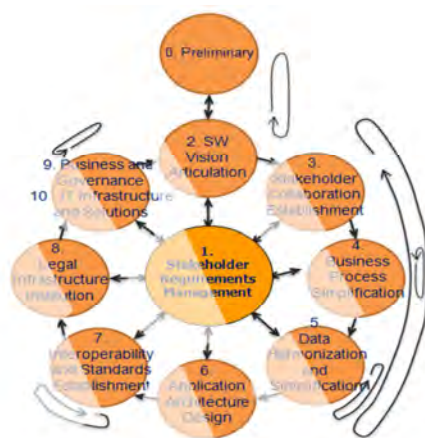 0. Preliminary
2. SW
Vision
Articulation
3.
Stakeholder
Collaboration
Establishment
4.
Business
Process
Simplification
5
Data
Harmonization
and
Simplification
6.
Application
Architecture
Design
7.
Interoperability
and Standards
Establishment
8.
Legal
Infrastructure
Institution
9. Business and
Governance
10 IT Infrastructure
and Solutions
1.
Stakeholder
Requirements
Management